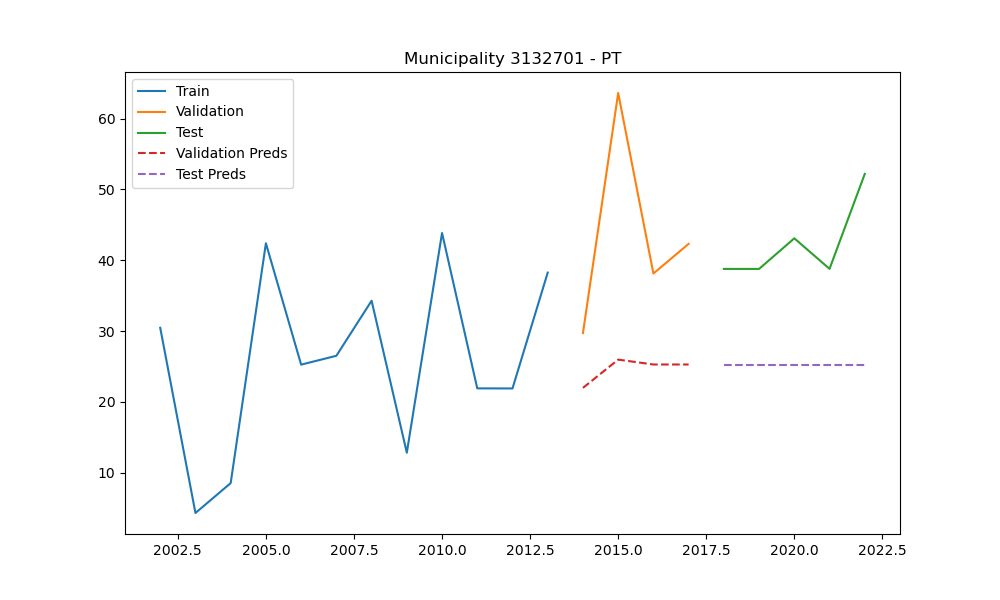 Municipality 3132701 - PT
Train
Validation
Test
Validation Preds
Test Preds
60
50
40
30
20
10
2002.5 2005.0 2007.5 2010.0 2012.5 2015.0 2017.5 2020.0 2022.5